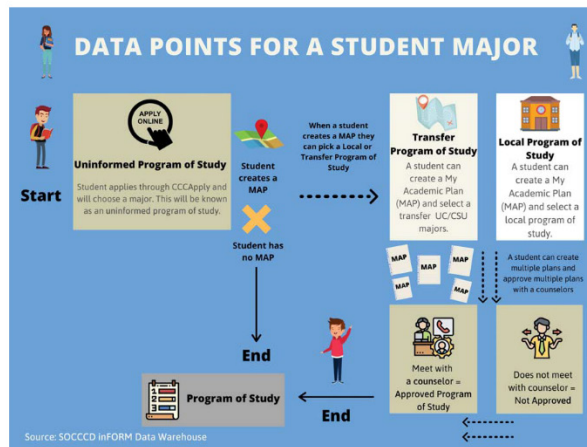 DATA POINTS FOR A STUDENT MAJOR
Start
APPLY
ONLINE
Uninformed Program of Study
Student applies through CCCApply and
will choose a major. This will be known
as an uninformed program of study.
Student
creates a
MAP
Student has
no MAP
When a student
creates a MAP they
can pick a Local or
Transfer Program of
Study
Transfer
Program of Study
A student can
create a My
Academic Plan
(MAP) and select a
transfer UC/CSU
majors.
Local Program of
Study
A student can
create a My
Academic Plan
(MAP) and select a
local program of
study.
MAP
MAP
MAP
MAP
MAP
A student can create
multiple plans and
approve multiple plans
with a counselors
Meet with
a counselor =
Approved Program
of Study
Does not meet
with counselor =
Not Approved
End
End
1
2
3
Program of Study
Source: SOCCCD inFORM Data Warehouse